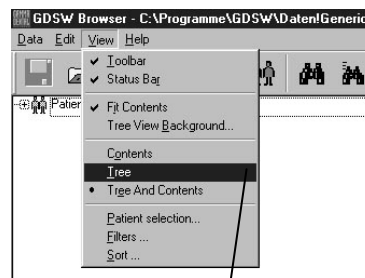 GDSW Browser - C:\Programme\GDSW\Daten!Generic
Data Edit View Help
Toolbar
Status Bar
Fit Contents
Tree View Background...
Contents
Tree
Tree And Contents
Patient selection...
Filters ...
Sort ...
Patien